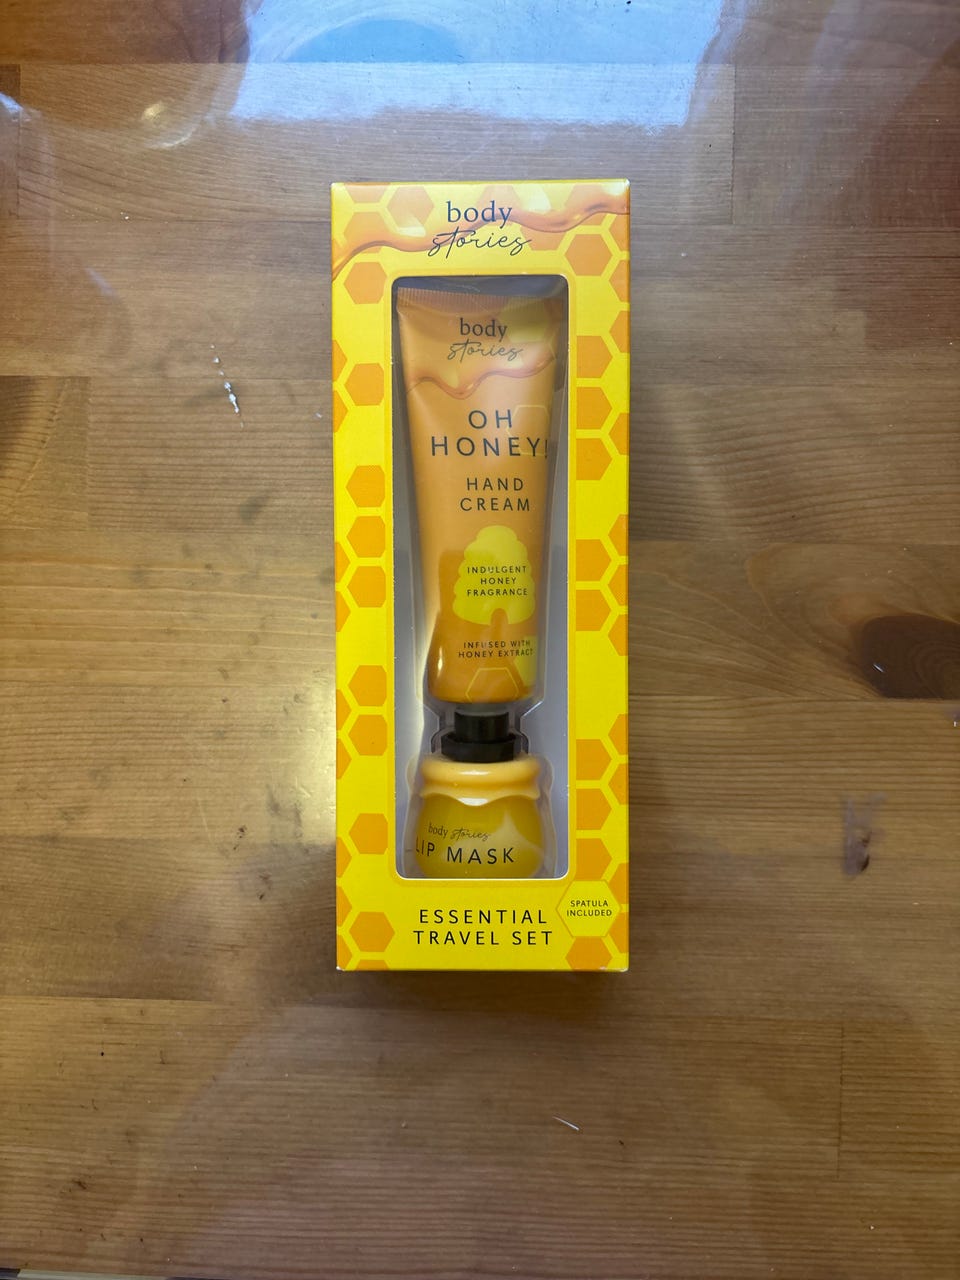 body
stories
body
stories
OH
HONEY!
HAND
CREAM
INDULGENT
HONEY
FRAGRANCE
INFUSED WITH
HONEY EXTRACT
body stories
LIP MASK
SPATULA
INCLUDED
ESSENTIAL
TRAVEL SET